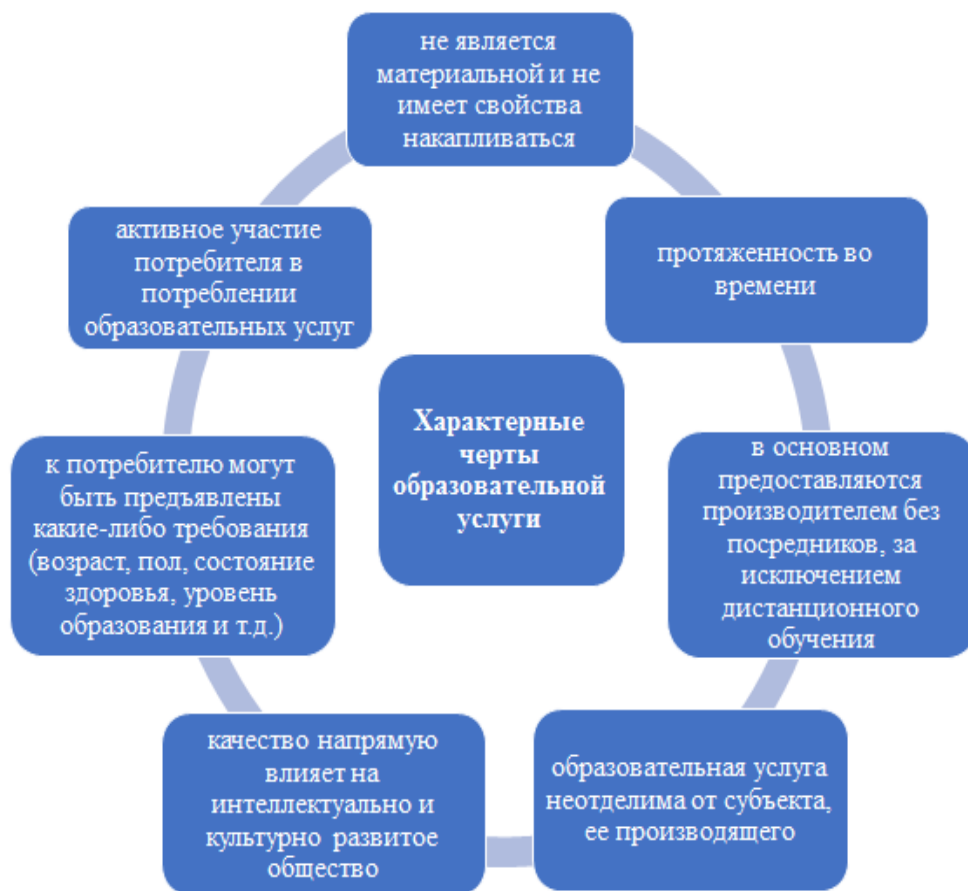 не является
материальной и не
имеет свойства
накапливаться
протяженность во
времени
в основном
предоставляются
производителем без
посредников, за
исключением
дистанционного
обучения
образовательная услуга
неотделима от субъекта,
ее производящего
качество напрямую
влияет на
интеллектуально и
культурно развитое
общество
к потребителю могут
быть предъявлены
какие-либо требования
(возраст, пол, состояние
здоровья, уровень
образования и т.д.)
активное участие
потребителя в
потреблении
образовательных услуг
Характерные
черты
образовательной
услуги